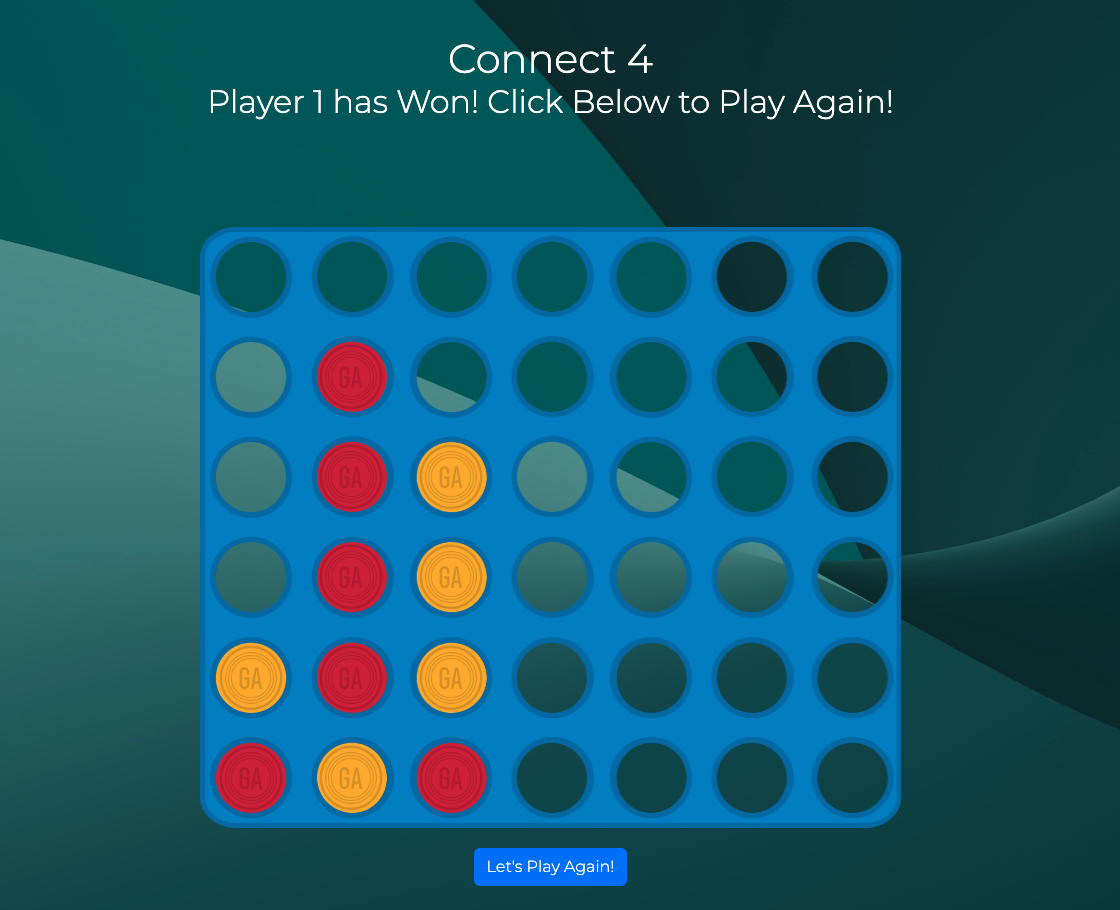 Connect 4
Player 1 has Won! Click Below to Play Again!
GA
GA GA
GA GA
GA GA GA
GA GA GA
Let's Play Again!